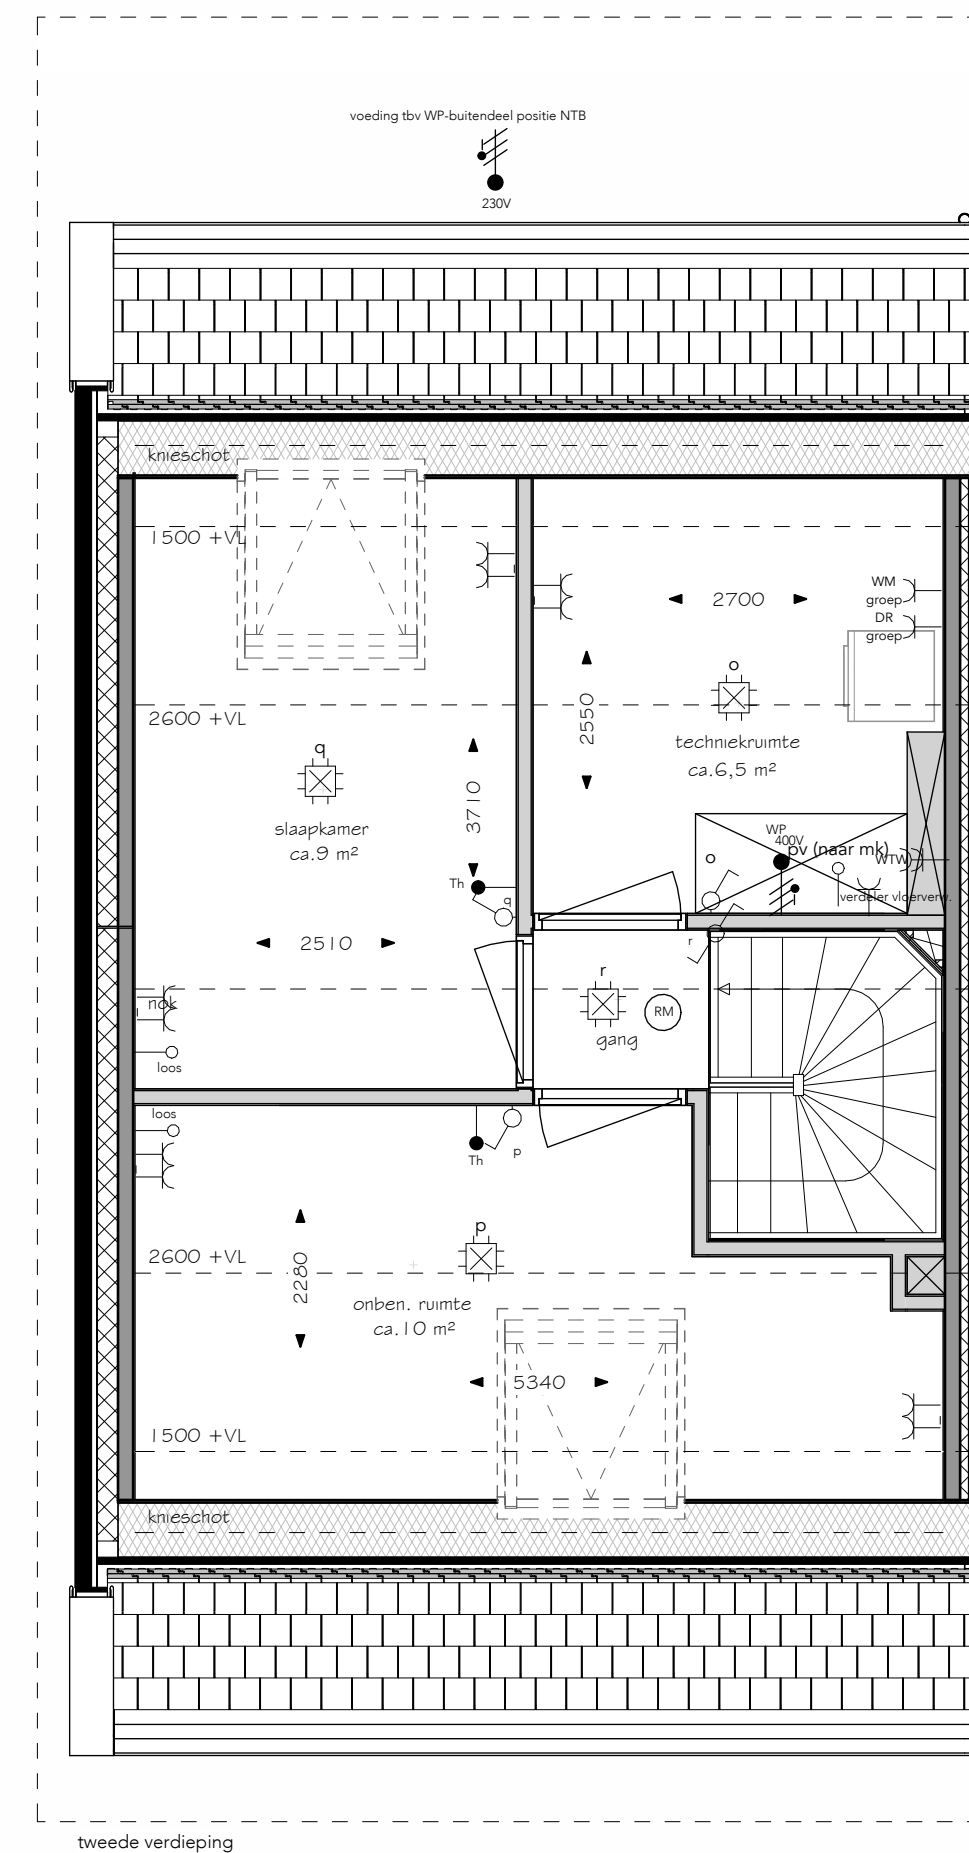 voeding tbv WP-buitendeel positie NTB
230V
knieschot
1500 +VL
WM
groep
2700
DR
groep
o
2550
2600 +VL
techniekruimte
ca.6,5 m²
q
3710
slaapkamer
ca.9 m²
WP
400V
pv (naar mk)
WTW
o
Th
q
verdeler vloerverw.
2510
r
r
nok
RM
gang
loos
loos
p
Th
p
2600 +VL
2280
onben. ruimte
ca.10 m²
5340
1500 +VL
knieschot
tweede verdieping